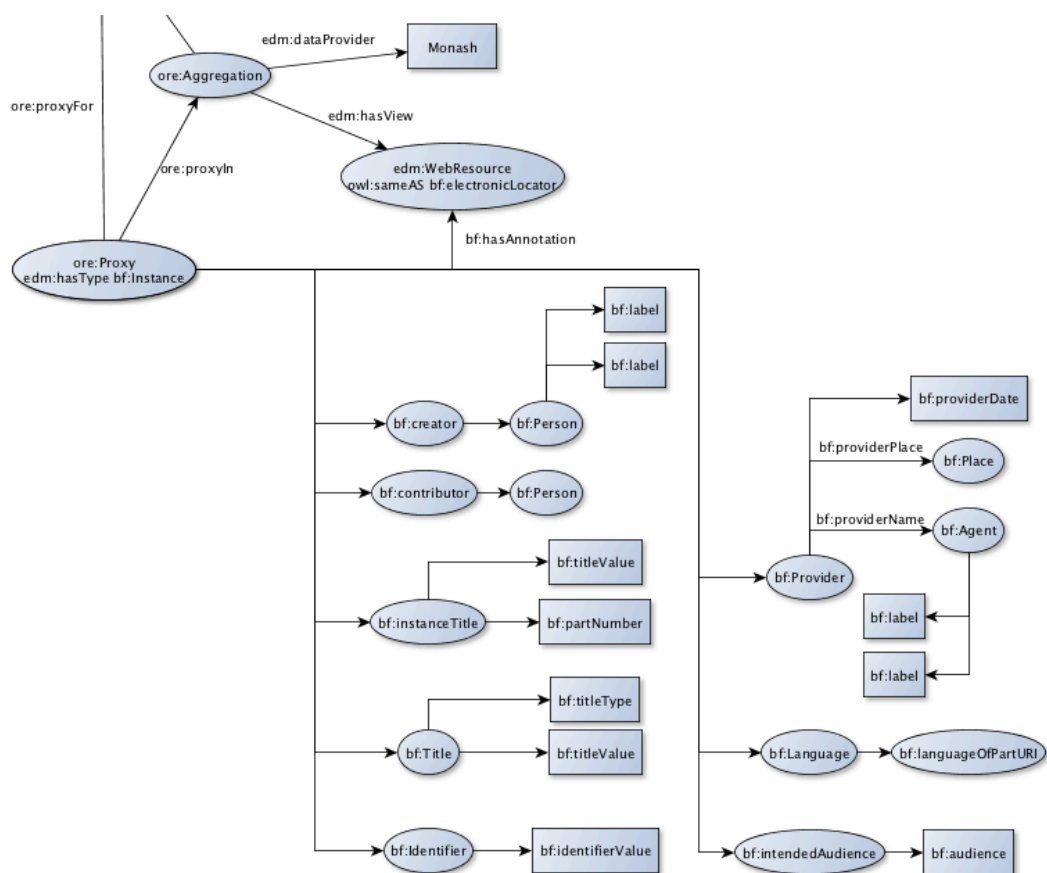 edm:dataProvider
Monash
ore:Aggregation
ore:proxyFor
edm:hasView
ore:proxyIn
edm:WebResource
owl:sameAS bf:electronicLocator
bf:hasAnnotation
ore:Proxy
edm:hasType bf:Instance
bf:label
bf:label
bf:creator
bf:Person
bf:contributor
bf:Person
bf:titleValue
bf:instanceTitle
bf:partNumber
bf:titleType
bf:Title
bf:titleValue
bf:Identifier
bf:identifierValue
bf:providerDate
bf:providerPlace
bf:Place
bf:providerName
bf:Agent
bf:Provider
bf:label
bf:label
bf:Language
bf:languageOfPartURI
bf:intendedAudience
bf:audience